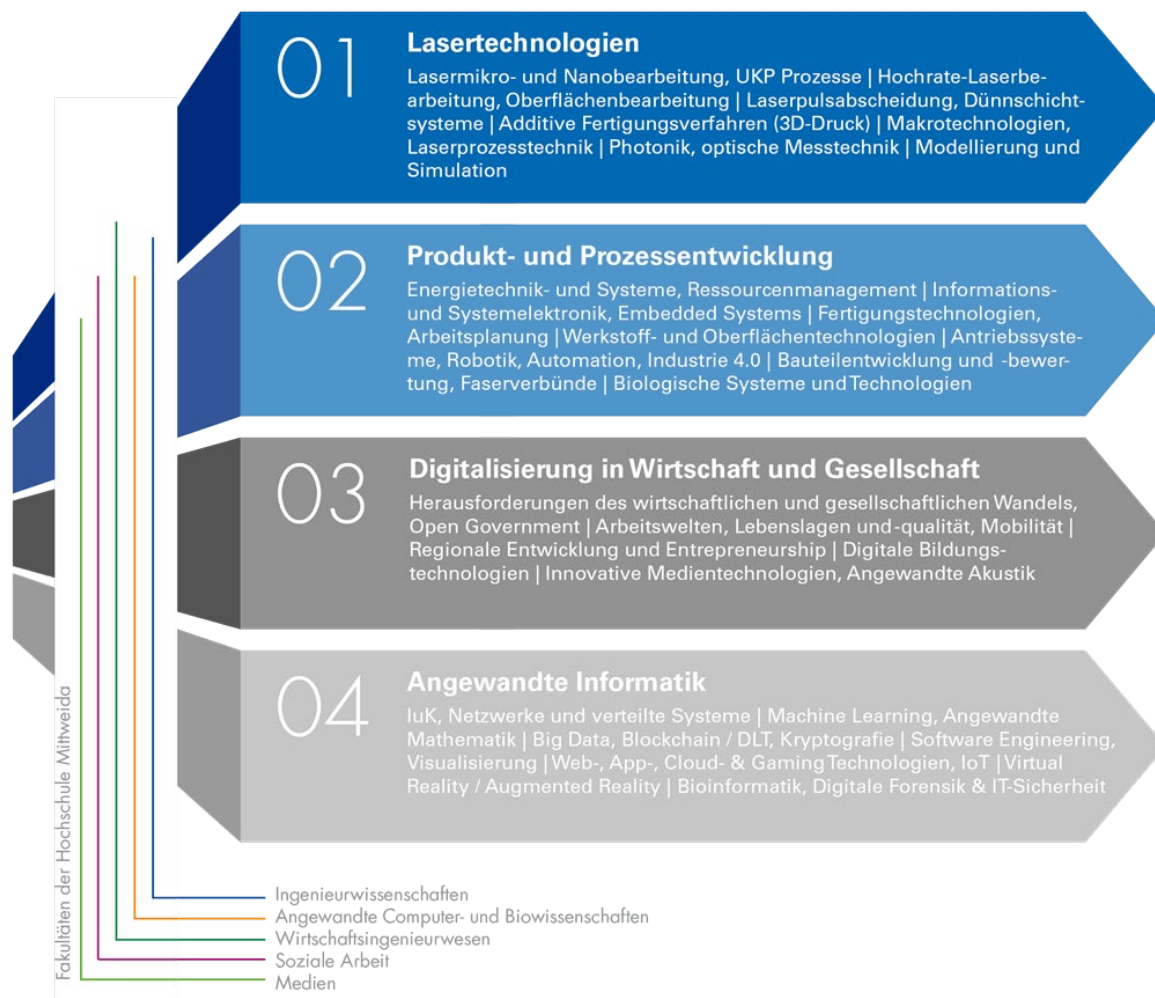 01
Lasertechnologien
Lasermikro- und Nanobearbeitung, UKP Prozesse | Hochrate-Laserbe-
arbeitung, Oberflächenbearbeitung | Laserpulsabscheidung, Dünnschicht-
systeme | Additive Fertigungsverfahren (3D-Druck) | Makrotechnologien,
Laserprozesstechnik | Photonik, optische Messtechnik | Modellierung und
Simulation
02
Produkt- und Prozessentwicklung
Energietechnik- und Systeme, Ressourcenmanagement | Informations-
und Systemelektronik, Embedded Systems | Fertigungstechnologien,
Arbeitsplanung | Werkstoff- und Oberflächentechnologien | Antriebssyste-
me, Robotik, Automation, Industrie 4.0 | Bauteilentwicklung und -bewer-
tung, Faserverbünde | Biologische Systeme und Technologien
03
Digitalisierung in Wirtschaft und Gesellschaft
Herausforderungen des wirtschaftlichen und gesellschaftlichen Wandels,
Open Government | Arbeitswelten, Lebenslagen und -qualität, Mobilität |
Regionale Entwicklung und Entrepreneurship | Digitale Bildungs-
technologien | Innovative Medientechnologien, Angewandte Akustik
04
Angewandte Informatik
IuK, Netzwerke und verteilte Systeme | Machine Learning, Angewandte
Mathematik | Big Data, Blockchain / DLT, Kryptografie | Software Engineering,
Visualisierung | Web-, App-, Cloud- & Gaming Technologien, IoT | Virtual
Reality / Augmented Reality | Bioinformatik, Digitale Forensik & IT-Sicherheit
Fakultäten der Hochschule Mittweida
Ingenieurwissenschaften
Angewandte Computer- und Biowissenschaften
Wirtschaftsingenieurwesen
Soziale Arbeit
Medien